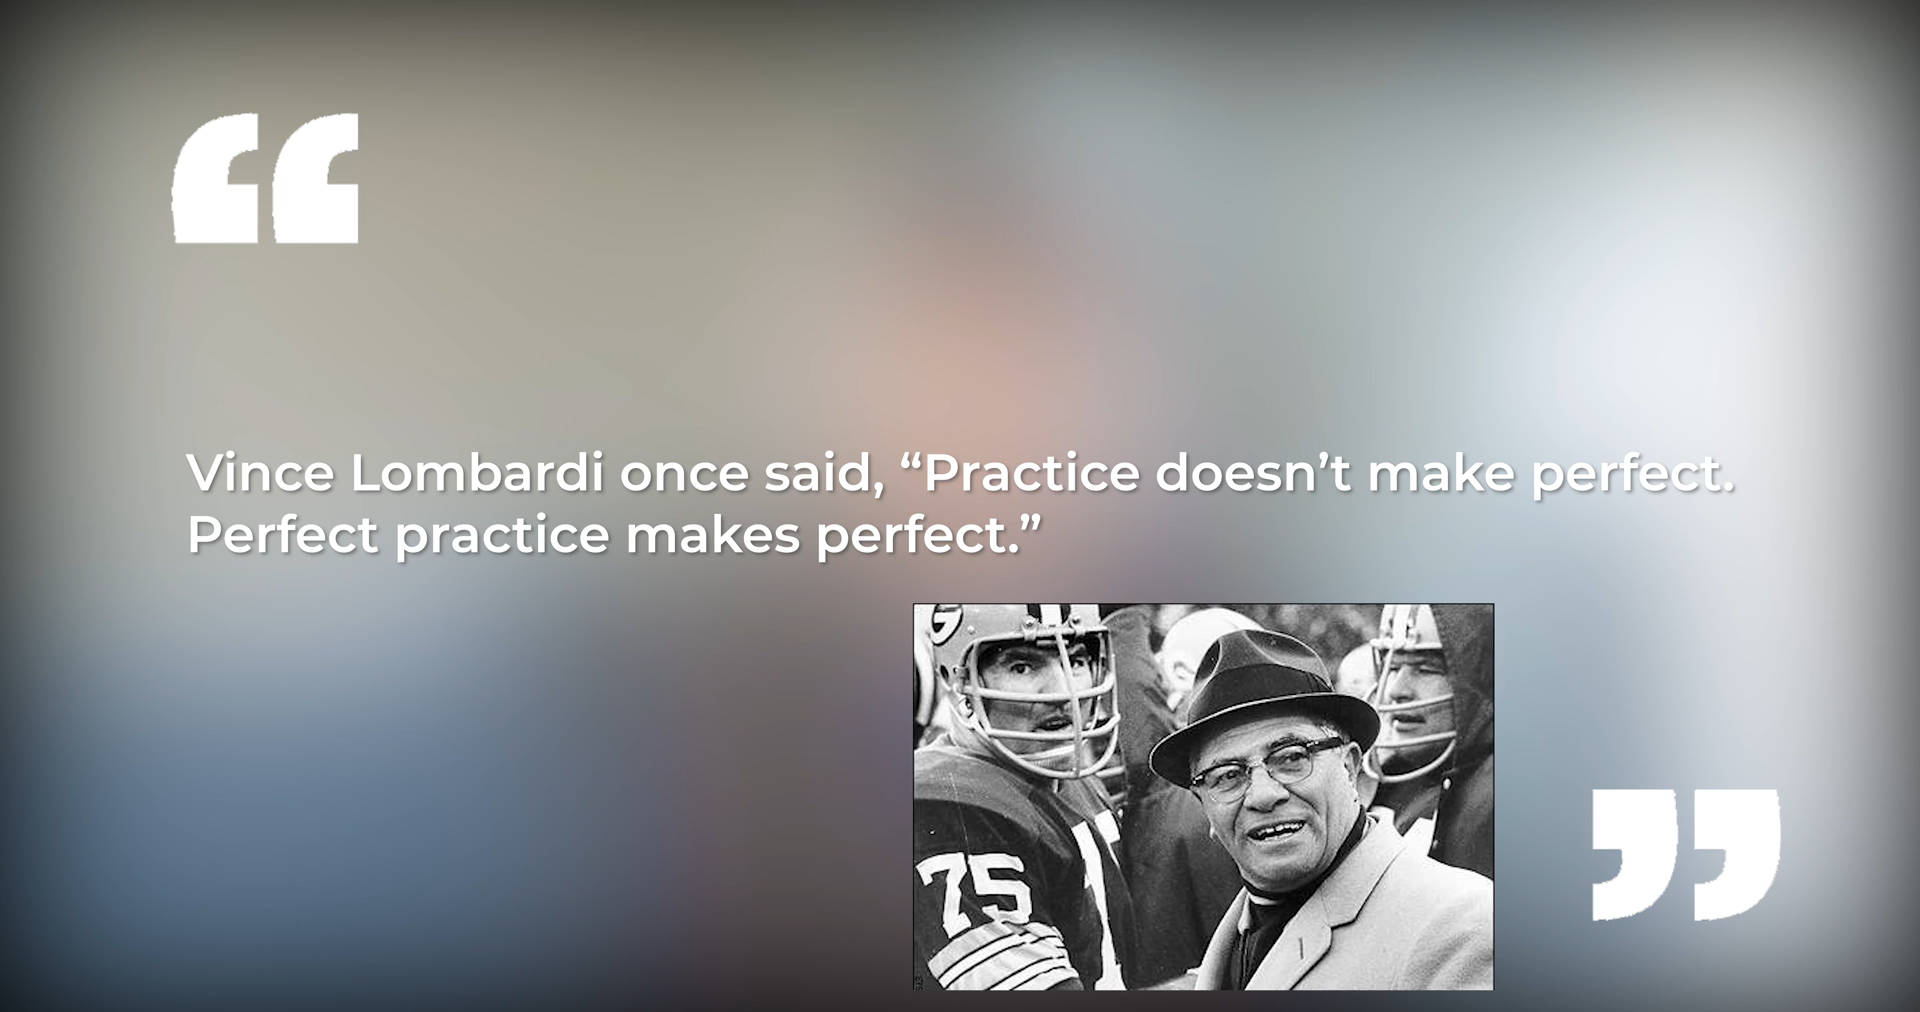 Vince Lombardi once said, “Practice doesn’t make perfect.
Perfect practice makes perfect.”
G
75